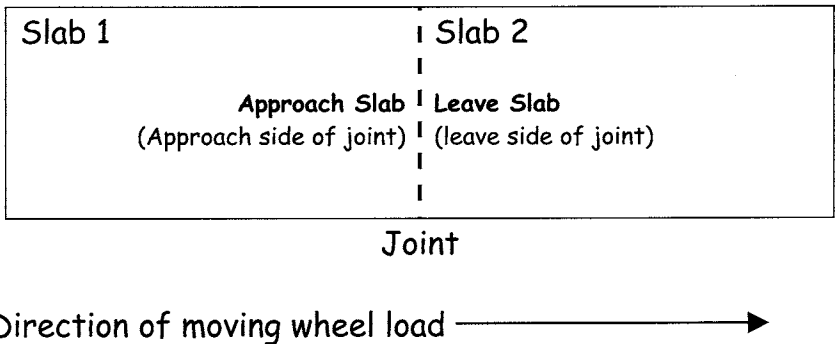 Slab 1
Slab 2
Approach Slab
Leave Slab
(Approach side of joint)
(leave side of joint)
Joint
Direction of moving wheel load